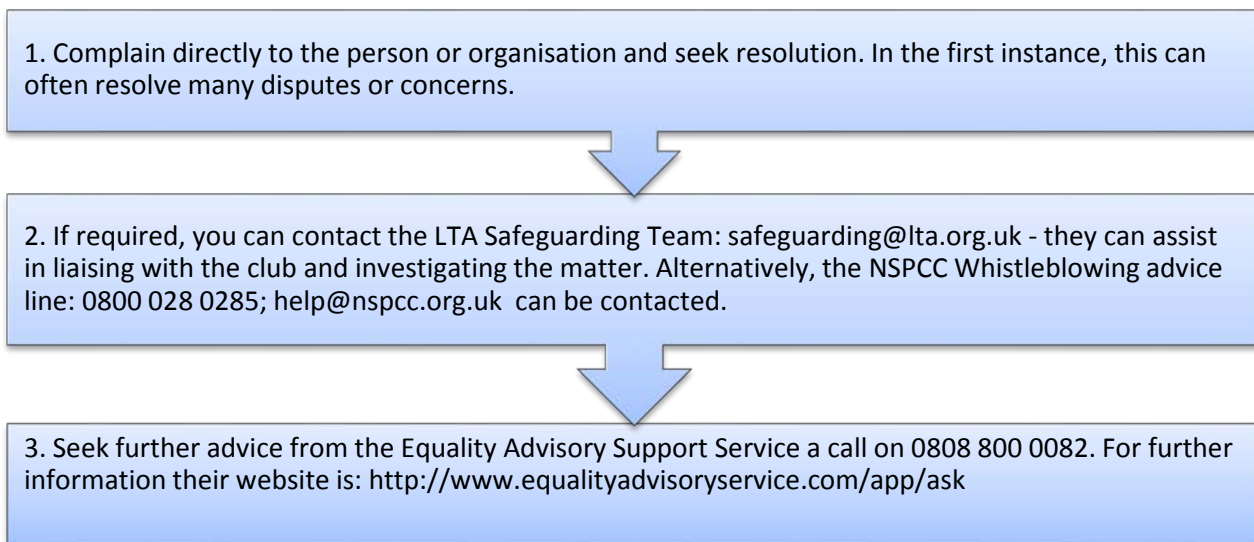 1. Complain directly to the person or organisation and seek resolution. In the first instance, this can
often resolve many disputes or concerns.
2. If required, you can contact the LTA Safeguarding Team: safeguarding@lta.org.uk - they can assist
in liaising with the club and investigating the matter. Alternatively, the NSPCC Whistleblowing advice
line: 0800 028 0285; help@nspcc.org.uk can be contacted.
3. Seek further advice from the Equality Advisory Support Service a call on 0808 800 0082. For further
information their website is: http://www.equalityadvisoryservice.com/app/ask